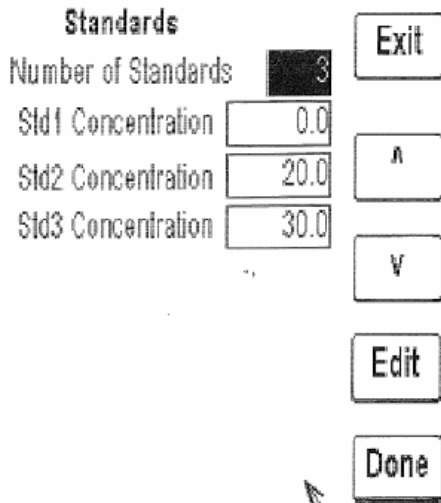 Standards
Number of Standards 3
Std1 Concentration 0.0
Std2 Concentration 20.0
Std3 Concentration 30.0
Exit
ʌ
v
Edit
Done